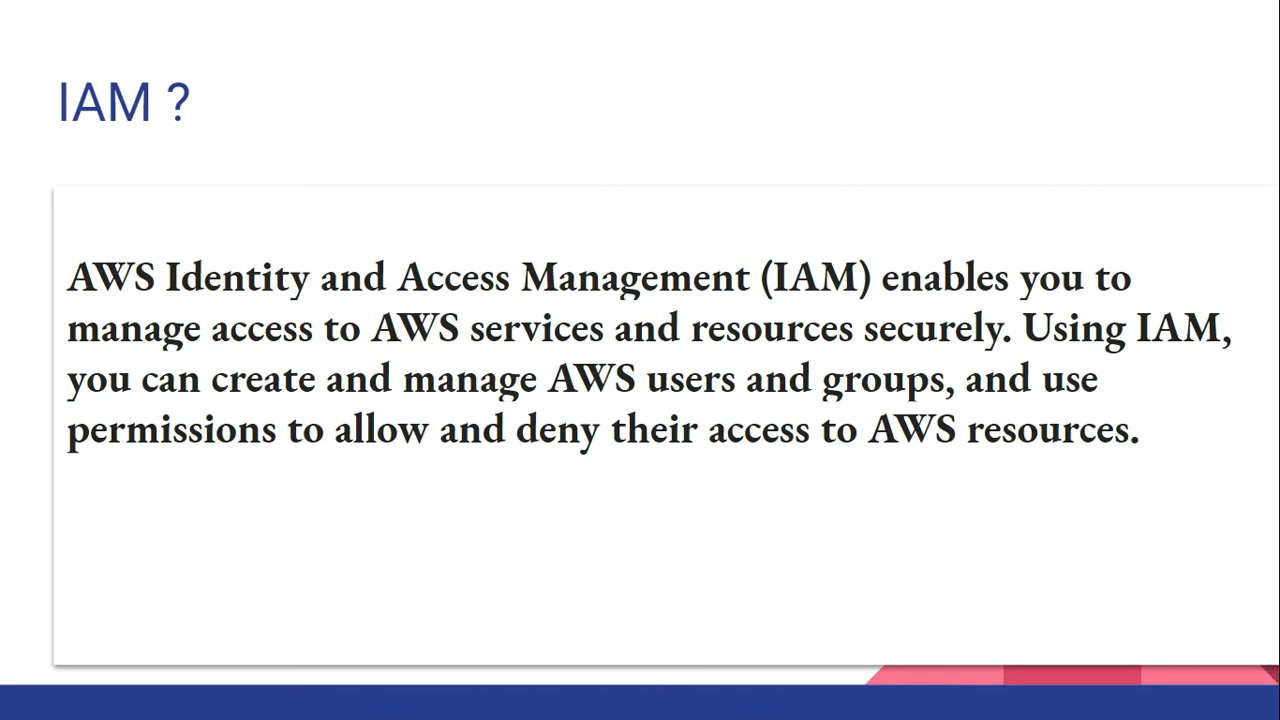 IAM ?
AWS Identity and Access Management (IAM) enables you to
manage access to AWS services and resources securely. Using IAM,
you can create and manage AWS users and groups, and use
permissions to allow and deny their access to AWS resources.